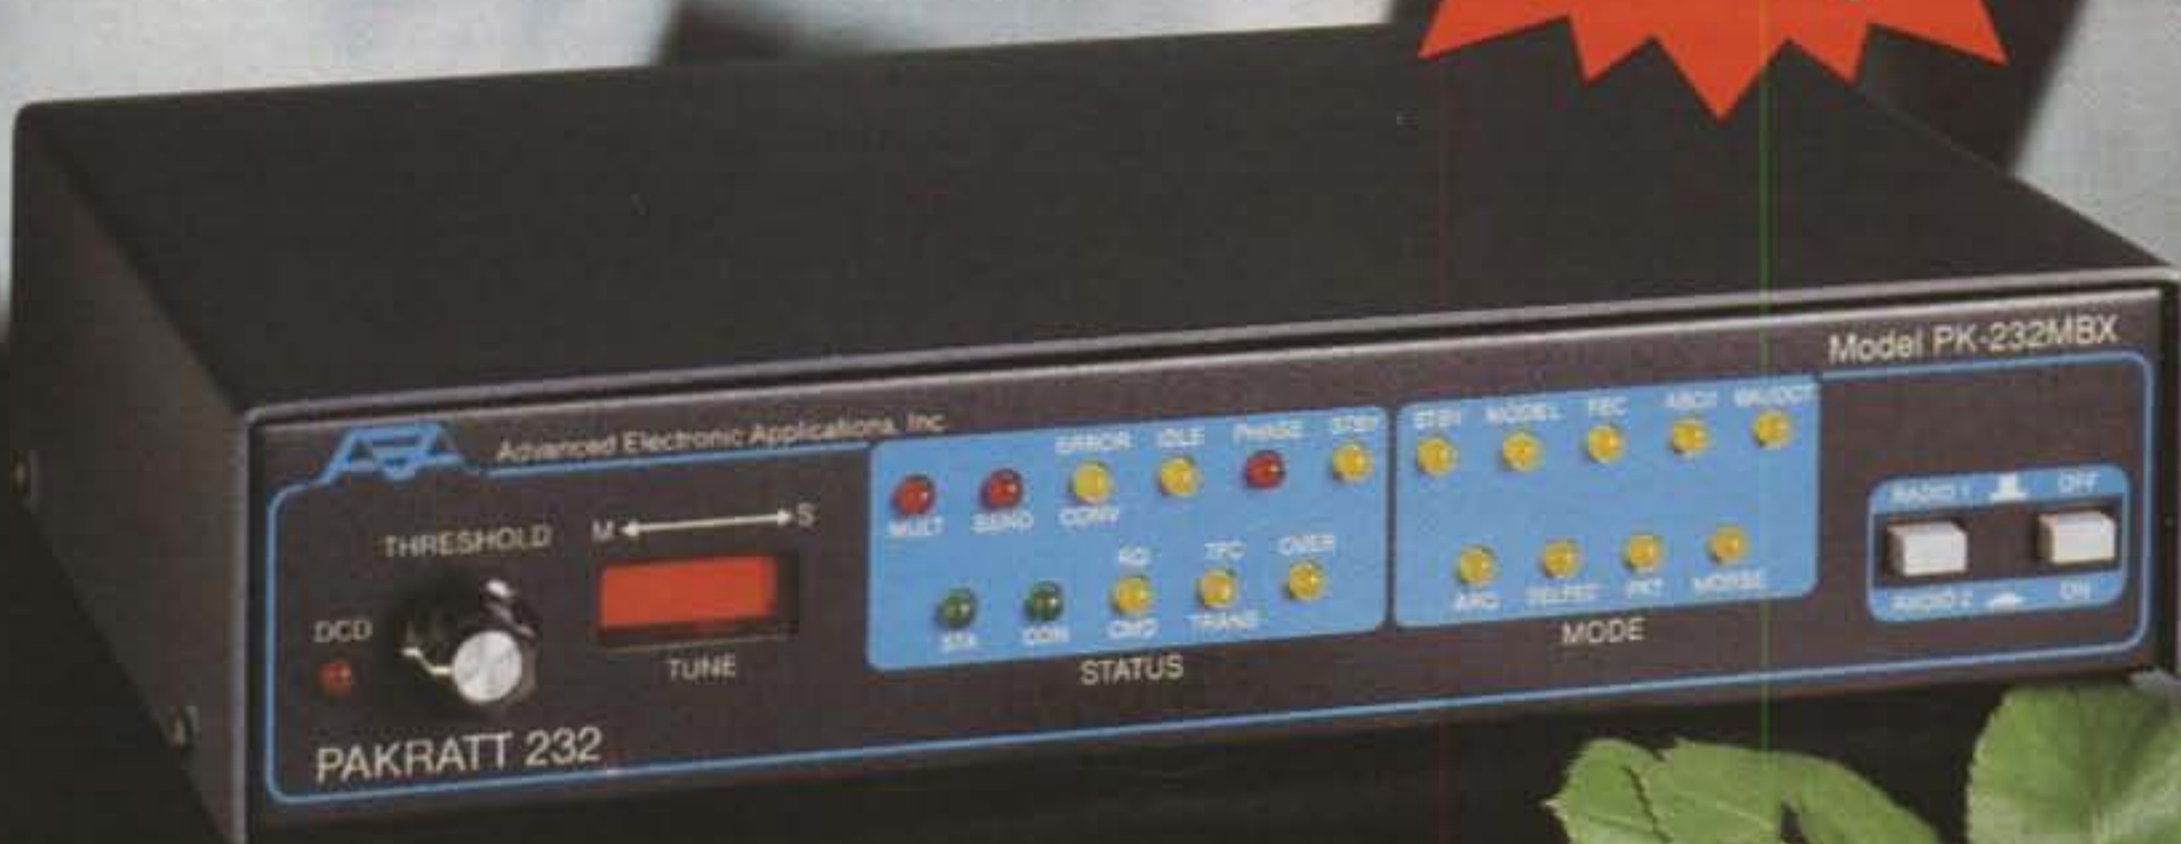 Model PK-232MBX
AEA Advanced Electronic Applications, Inc
THRESHOLD
M S
DCD
TUNE
PAKRATT 232
ERROR IDLE PHASE STBY
MULT SEND CONV
RQ TFC OVER
STA CON CMD TRANS
STATUS
STBY MODEL FEC ASCII
ARQ PKT MORSE
MODE
RADIO 1 OFF
RADIO 2 ON